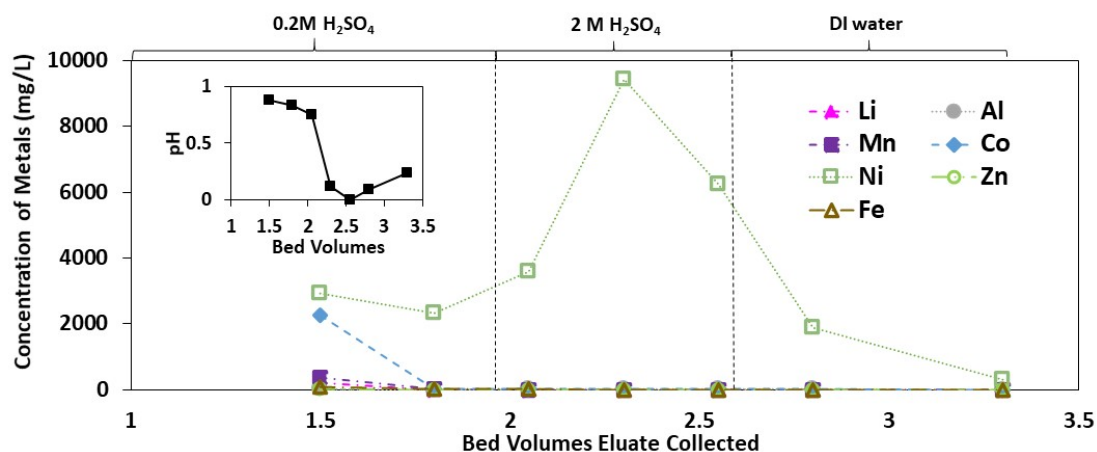 0.2M H₂SO₄ 2 M H₂SO₄ DI water
Concentration of Metals (mg/L)
10000
8000
6000
4000
2000
0
1 1.5 2 2.5 3 3.5
Bed Volumes Eluate Collected
pH
1
0.5
0
1 1.5 2 2.5 3 3.5
Bed Volumes
Li Al
Mn Co
Ni Zn
Fe